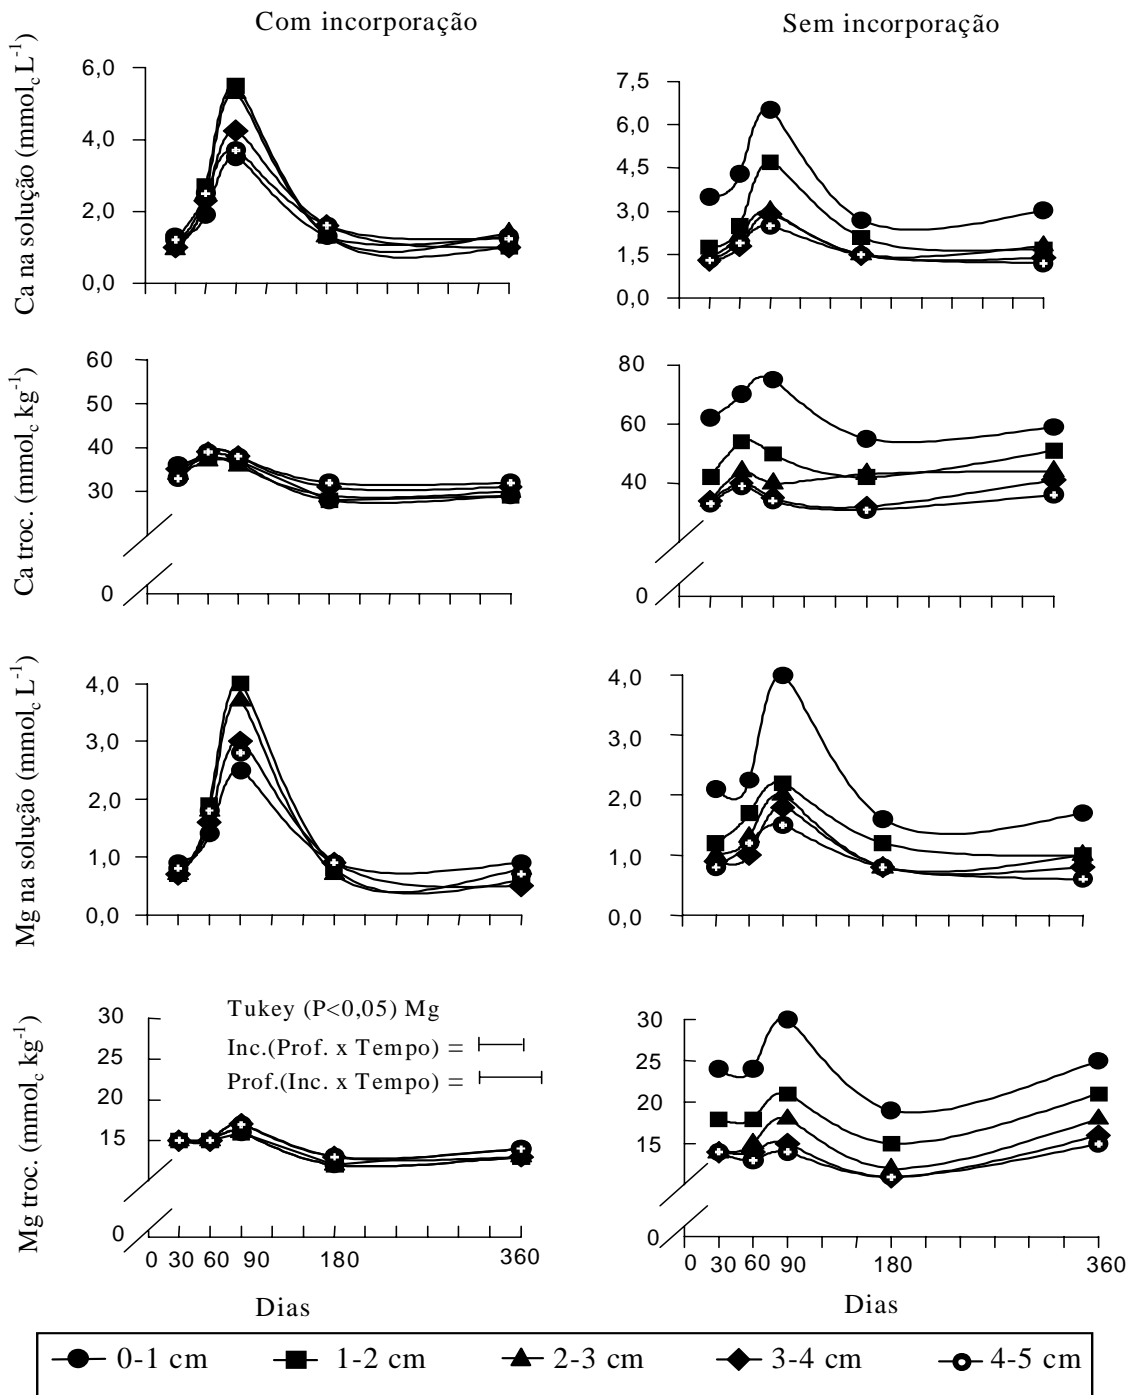 Com incorporação
Sem incorporação
Ca na solução (mmol_c L⁻¹)
6,0
4,0
2,0
0,0
7,5
6,0
4,5
3,0
1,5
0,0
Ca troc. (mmol_c kg⁻¹)
60
50
40
30
0
80
60
40
0
Mg na solução (mmol_c L⁻¹)
4,0
3,0
2,0
1,0
0,0
4,0
3,0
2,0
1,0
0,0
Mg troc. (mmol_c kg⁻¹)
30
25
20
15
0
Tukey (P<0,05) Mg
Inc.(Prof. x Tempo) =
Prof.(Inc. x Tempo) =
30
25
20
15
0
0 30 60 90 180 360
0 30 60 90 180 360
Dias
Dias
0-1 cm 1-2 cm 2-3 cm 3-4 cm 4-5 cm